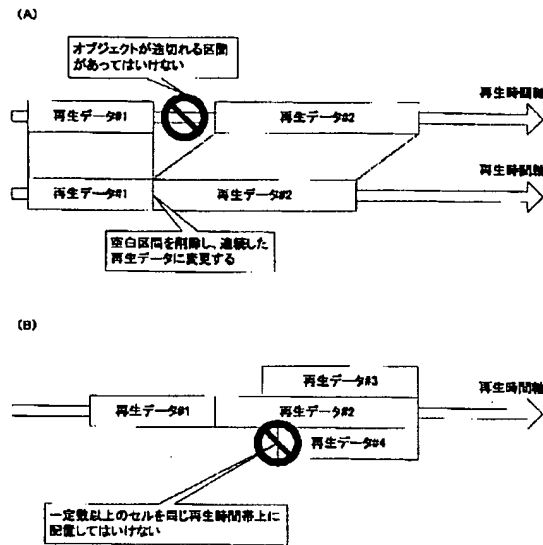 (A)
オブジェクトが途切れる区間
があってはいけない
再生時間軸
再生データ#1
再生データ#2
再生時間軸
再生データ#1
再生データ#2
空白区間を削除し、連続した
再生データに変更する
(B)
再生時間軸
再生データ#3
再生データ#1
再生データ#2
再生データ#4
一定数以上のセルを同じ再生時間帯上に
配置してはいけない